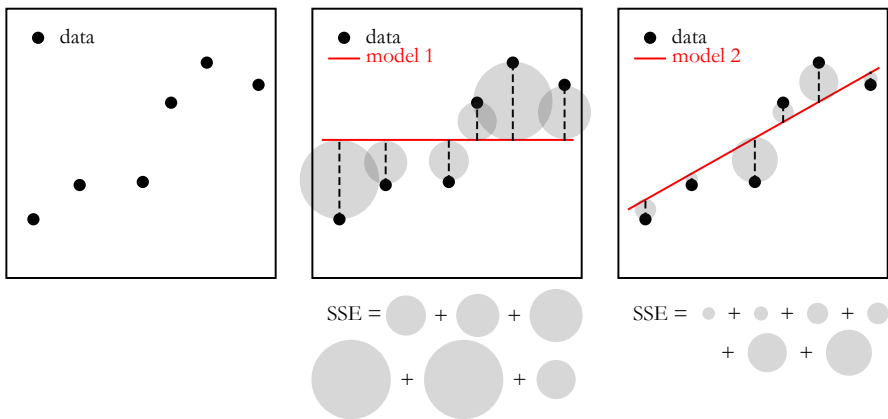 data
data
model 1
data
model 2
SSE = + +
+ +
SSE = + + +
+ +